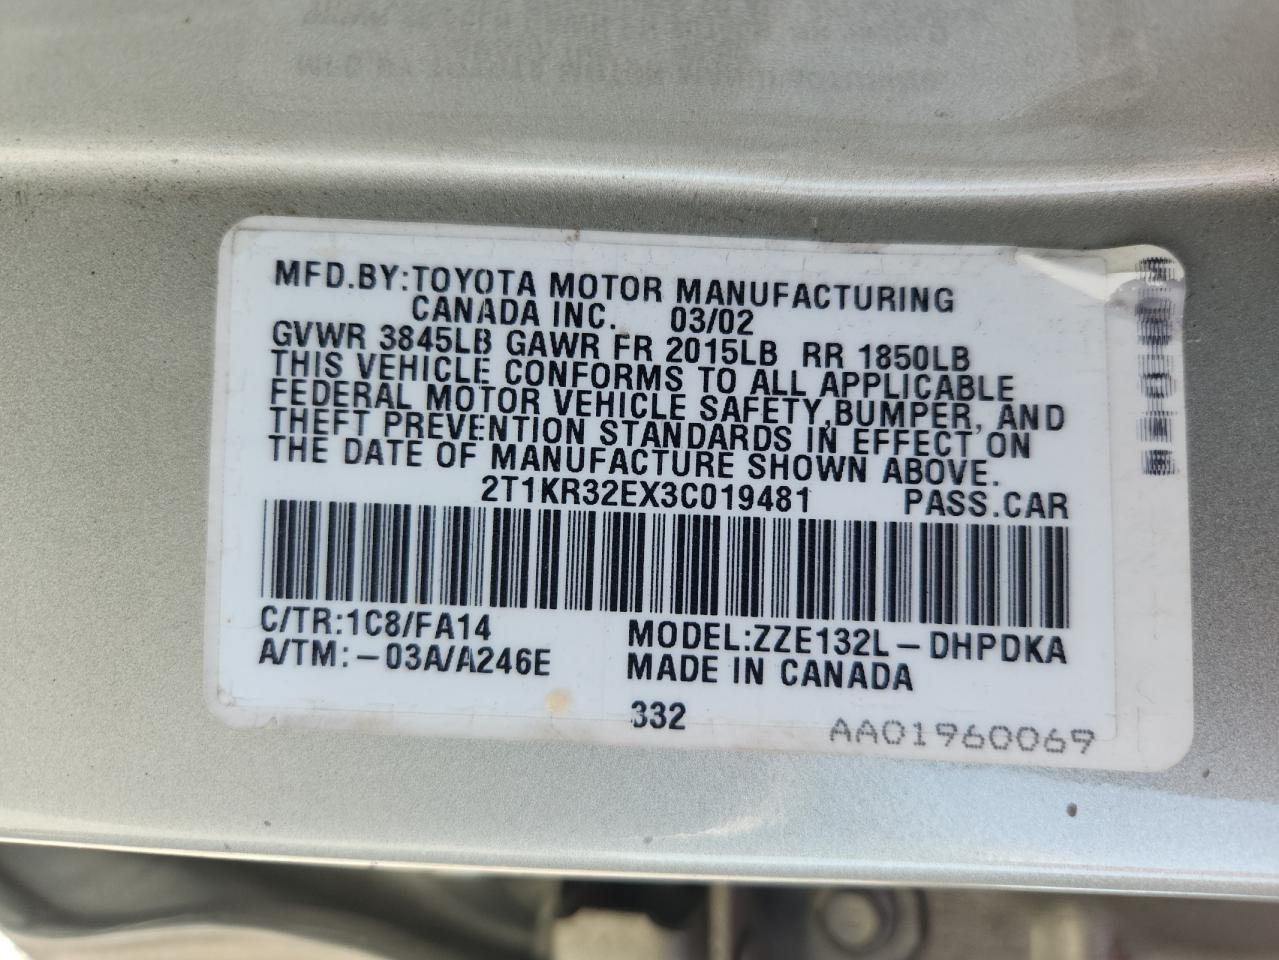 MFD.BY:TOYOTA MOTOR MANUFACTURING
CANADA INC. 03/02
GVWR 3845LB GAWR FR 2015LB RR 1850LB
THIS VEHICLE CONFORMS TO ALL APPLICABLE
FEDERAL MOTOR VEHICLE SAFETY,BUMPER, AND
THEFT PREVENTION STANDARDS IN EFFECT ON
THE DATE OF MANUFACTURE SHOWN ABOVE.
2T1KR32EX3C019481 PASS.CAR
C/TR:1C8/FA14
A/TM:-03A/A246E
MODEL:ZZE132L-DHPDKA
MADE IN CANADA
332
AA01960069